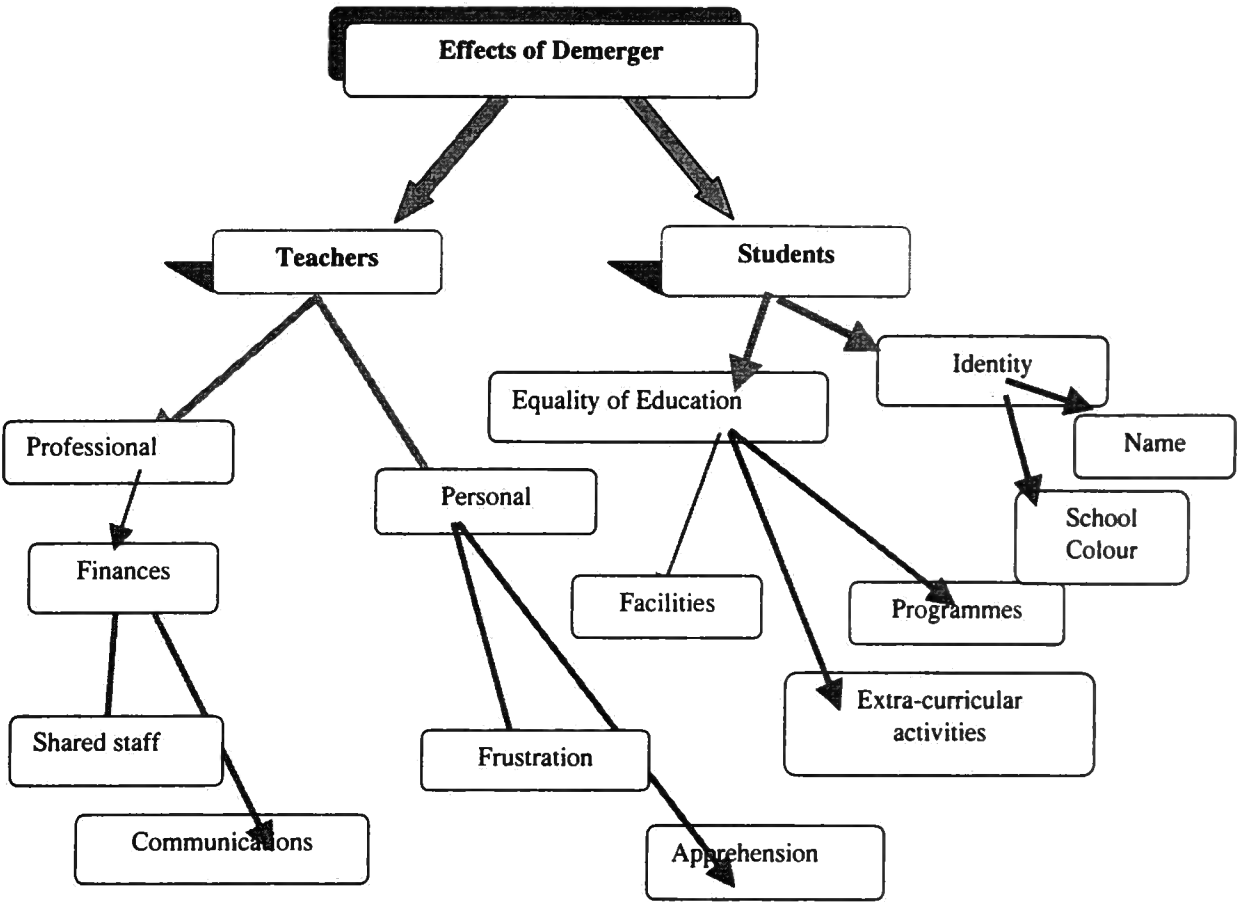 Effects of Demerger
Teachers
Students
Identity
Equality of Education
Professional
Name
Personal
School
Colour
Finances
Facilities
Programmes
Extra-curricular
activities
Shared staff
Frustration
Communications
Apprehension